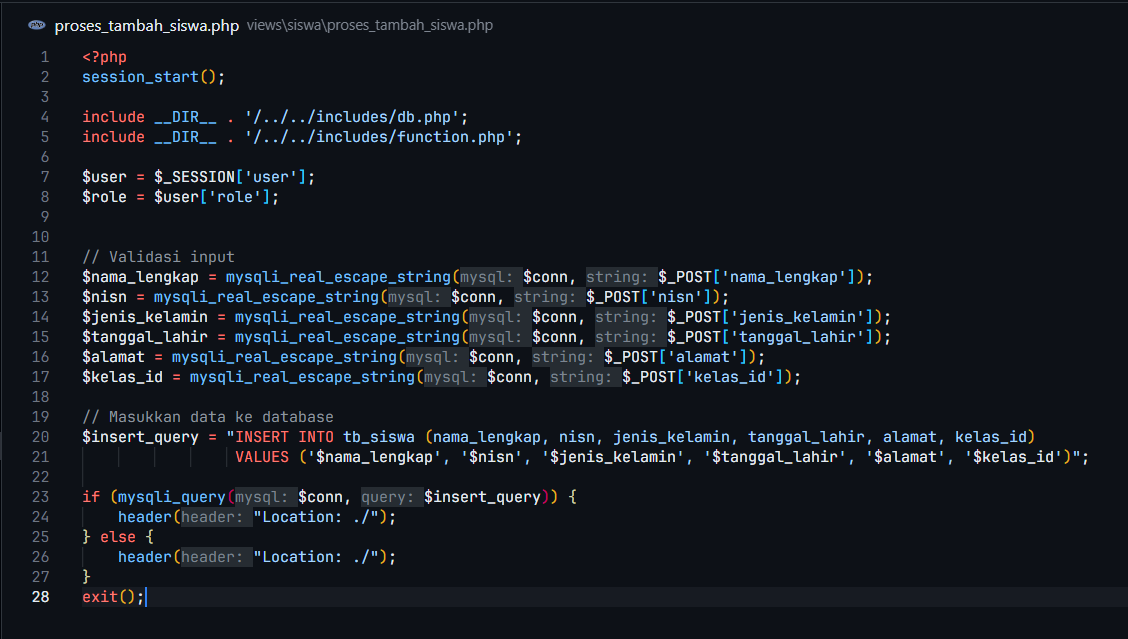 php proses_tambah_siswa.php views\siswa\proses_tambah_siswa.php
1 <?php
2 session_start();
3
4 include __DIR__ . '/../../includes/db.php';
5 include __DIR__ . '/../../includes/function.php';
6
7 $user = $_SESSION['user'];
8 $role = $user['role'];
9
10
11 // Validasi input
12 $nama_lengkap = mysqli_real_escape_string(mysql: $conn, string: $_POST['nama_lengkap']);
13 $nisn = mysqli_real_escape_string(mysql: $conn, string: $_POST['nisn']);
14 $jenis_kelamin = mysqli_real_escape_string(mysql: $conn, string: $_POST['jenis_kelamin']);
15 $tanggal_lahir = mysqli_real_escape_string(mysql: $conn, string: $_POST['tanggal_lahir']);
16 $alamat = mysqli_real_escape_string(mysql: $conn, string: $_POST['alamat']);
17 $kelas_id = mysqli_real_escape_string(mysql: $conn, string: $_POST['kelas_id']);
18
19 // Masukkan data ke database
20 $insert_query = "INSERT INTO tb_siswa (nama_lengkap, nisn, jenis_kelamin, tanggal_lahir, alamat, kelas_id)
21 VALUES ('$nama_lengkap', '$nisn', '$jenis_kelamin', '$tanggal_lahir', '$alamat', '$kelas_id')";
22
23 if (mysqli_query(mysql: $conn, query: $insert_query)) {
24 header(header: "Location: ./");
25 } else {
26 header(header: "Location: ./");
27 }
28 exit();